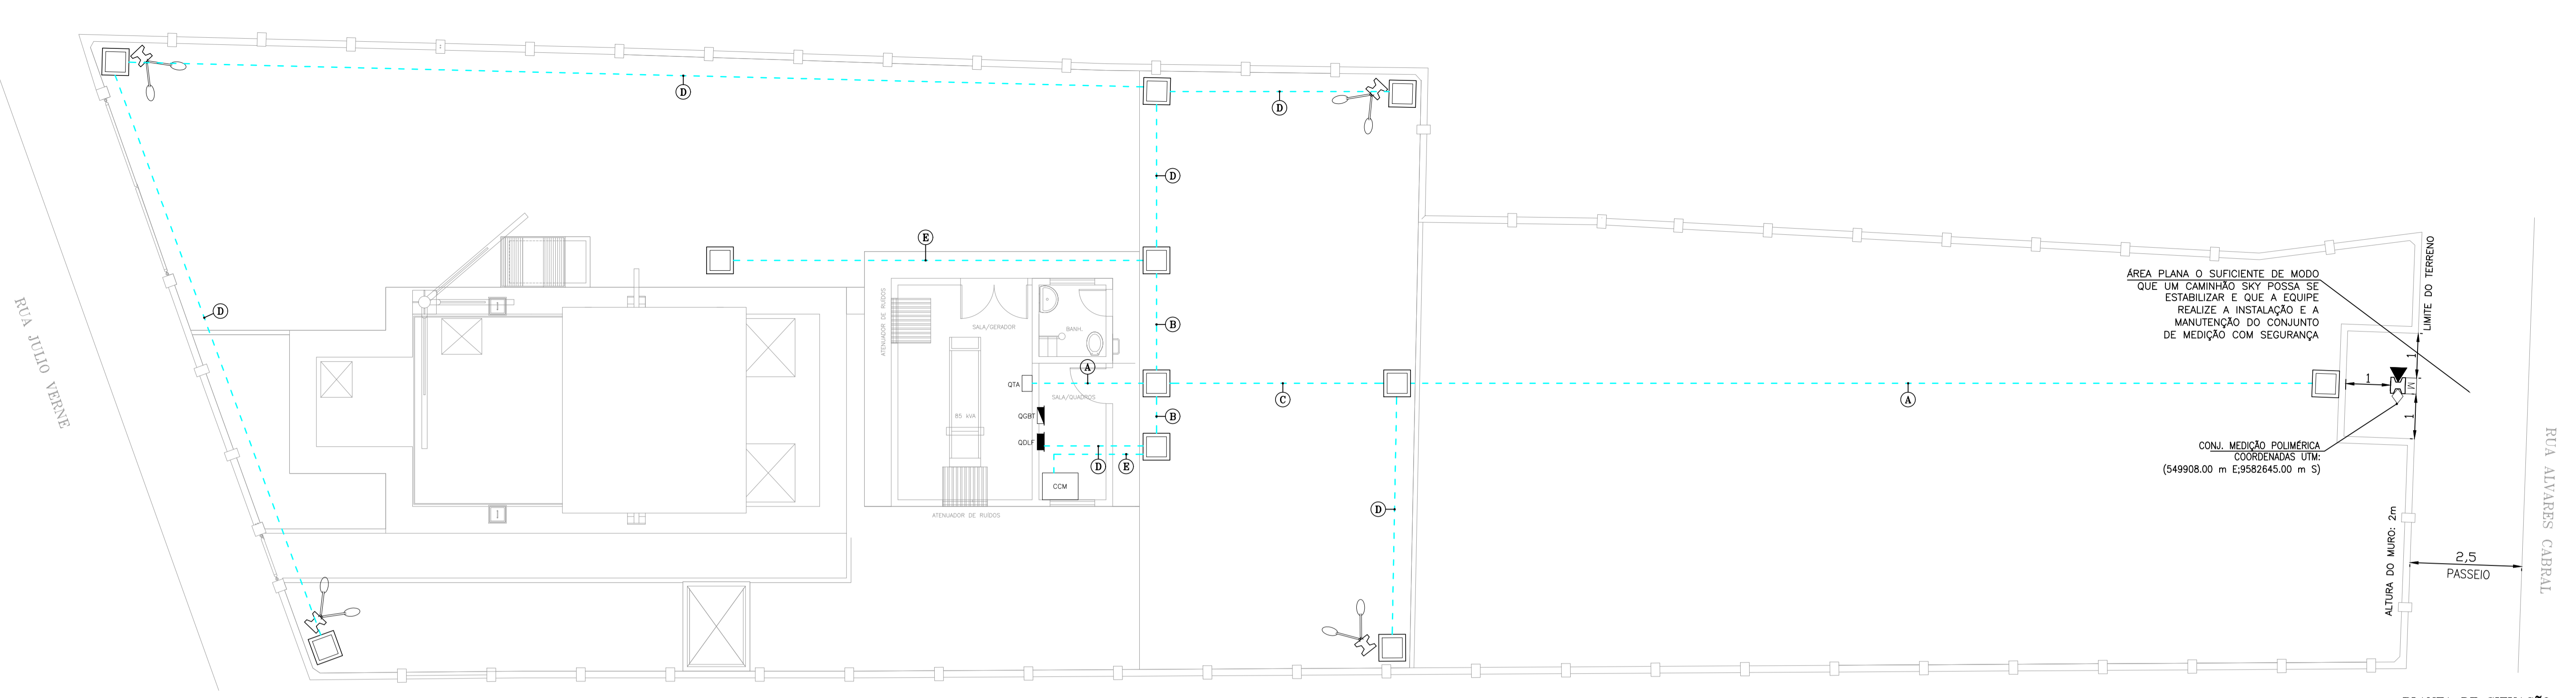 D
D
D
E
ÁREA PLANA O SUFICIENTE DE MODO
QUE UM CAMINHÃO SKY POSSA SE
ESTABILIZAR E QUE A EQUIPE
REALIZE A INSTALAÇÃO E A
MANUTENÇÃO DO CONJUNTO
DE MEDIÇÃO COM SEGURANÇA
LIMITE DO TERRENO
RUA JULIO VERNE
D
ATENUADOR DE RUÍDOS
SALA/GERADOR
BANH.
B
A
QTA
SALA/QUADROS
C
A
1
1
M
1
85 kVA
QGBT
B
QDLF
D
E
CCM
ATENUADOR DE RUÍDOS
D
CONJ. MEDIÇÃO POLIMÉRICA
COORDENADAS UTM:
(549908.00 m E;9582645.00 m S)
ALTURA DO MURO: 2m
2,5
PASSEIO
RUA ALVARES CABRAL